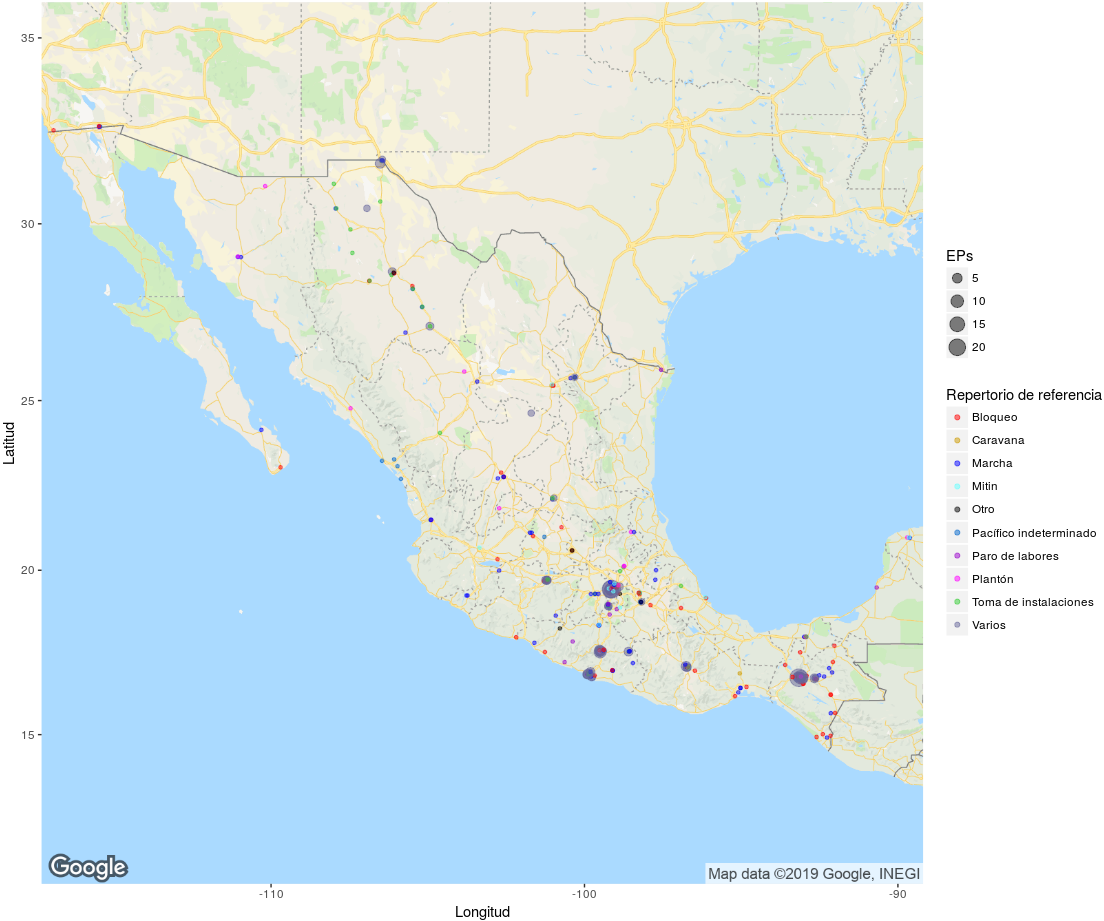 35
30
25
20
15
Latitud
-110
-100
-90
Longitud
Google
Map data ©2019 Google, INEGI
EPs
5
10
15
20
Repertorio de referencia
Bloqueo
Caravana
Marcha
Mitin
Otro
Pacífico indeterminado
Paro de labores
Plantón
Toma de instalaciones
Varios